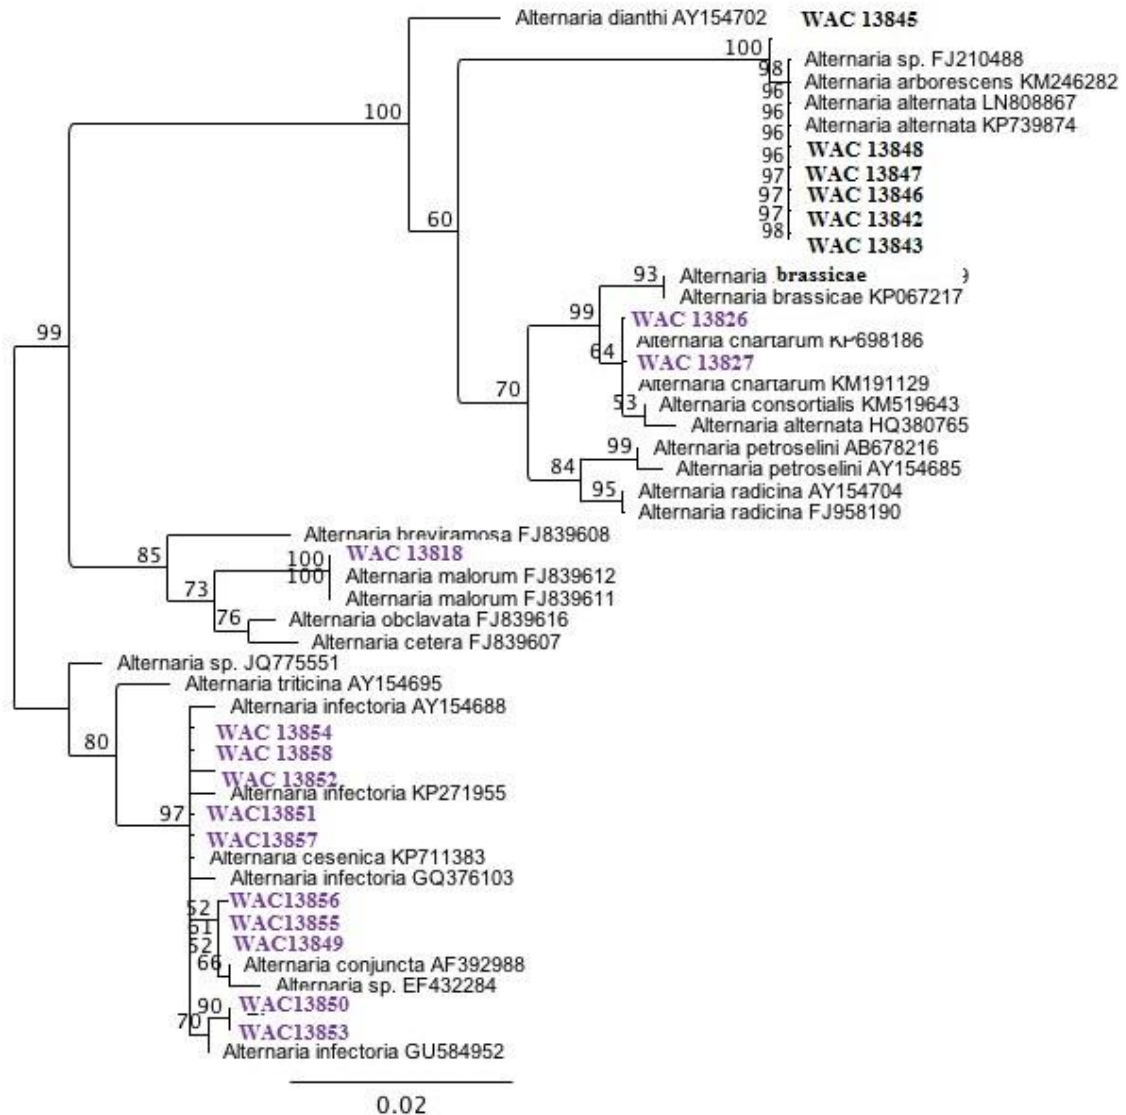 Alternaria dianthi AY154702 WAC 13845
100
Alternaria sp. FJ210488
98
Alternaria arborescens KM246282
96
Alternaria alternata LN808867
96
Alternaria alternata KP739874
100
96
WAC 13848
96
WAC 13847
97
WAC 13846
97
WAC 13842
97
60
98
WAC 13843
93
Alternaria brassicae 9
Alternaria brassicae KP067217
99
WAC 13826
99
Alternaria chartarum KP698186
64
WAC 13827
70
Alternaria chartarum KM191129
53
Alternaria consortialis KM519643
Alternaria alternata HQ380765
99
Alternaria petroselini AB678216
84
Alternaria petroselini AY154685
95
Alternaria radicina AY154704
Alternaria radicina FJ958190
Alternaria breviramosa FJ839608
85
100
WAC 13818
100
Alternaria malorum FJ839612
73
Alternaria malorum FJ839611
76
Alternaria obclavata FJ839616
Alternaria cetera FJ839607
Alternaria sp. JQ775551
Alternaria triticina AY154695
Alternaria infectoria AY154688
80
WAC 13854
WAC 13858
WAC 13852
Alternaria infectoria KP271955
97
WAC13851
WAC13857
Alternaria cesenica KP711383
Alternaria infectoria GQ376103
52
WAC13856
61
WAC13855
52
WAC13849
66
Alternaria conjuncta AF392988
Alternaria sp. EF432284
90
WAC13850
70
WAC13853
Alternaria infectoria GU584952
0.02